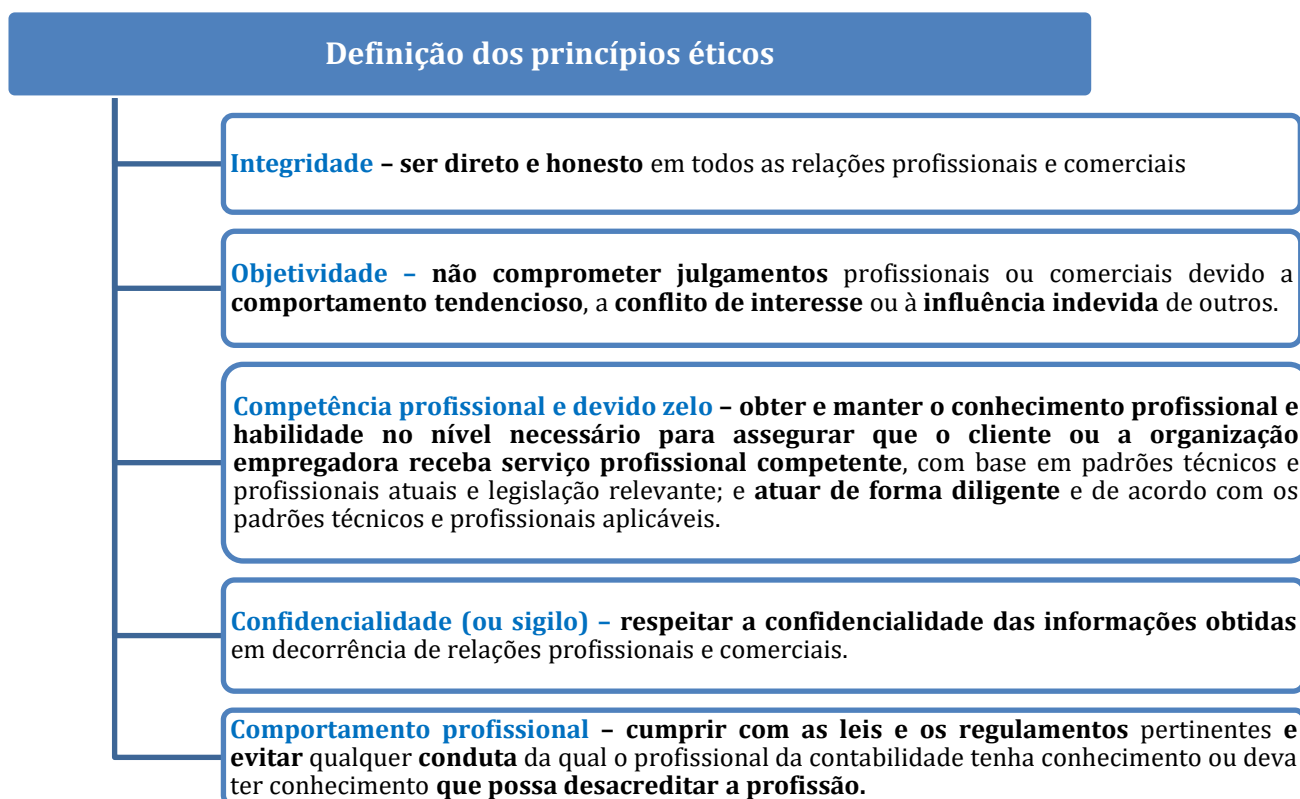 Definição dos princípios éticos
Integridade – ser direto e honesto em todos as relações profissionais e comerciais
Objetividade – não comprometer julgamentos profissionais ou comerciais devido a
comportamento tendencioso, a conflito de interesse ou à influência indevida de outros.
Competência profissional e devido zelo – obter e manter o conhecimento profissional e
habilidade no nível necessário para assegurar que o cliente ou a organização
empregadora receba serviço profissional competente, com base em padrões técnicos e
profissionais atuais e legislação relevante; e atuar de forma diligente e de acordo com os
padrões técnicos e profissionais aplicáveis.
Confidencialidade (ou sigilo) – respeitar a confidencialidade das informações obtidas
em decorrência de relações profissionais e comerciais.
Comportamento profissional – cumprir com as leis e os regulamentos pertinentes e
evitar qualquer conduta da qual o profissional da contabilidade tenha conhecimento ou deva
ter conhecimento que possa desacreditar a profissão.